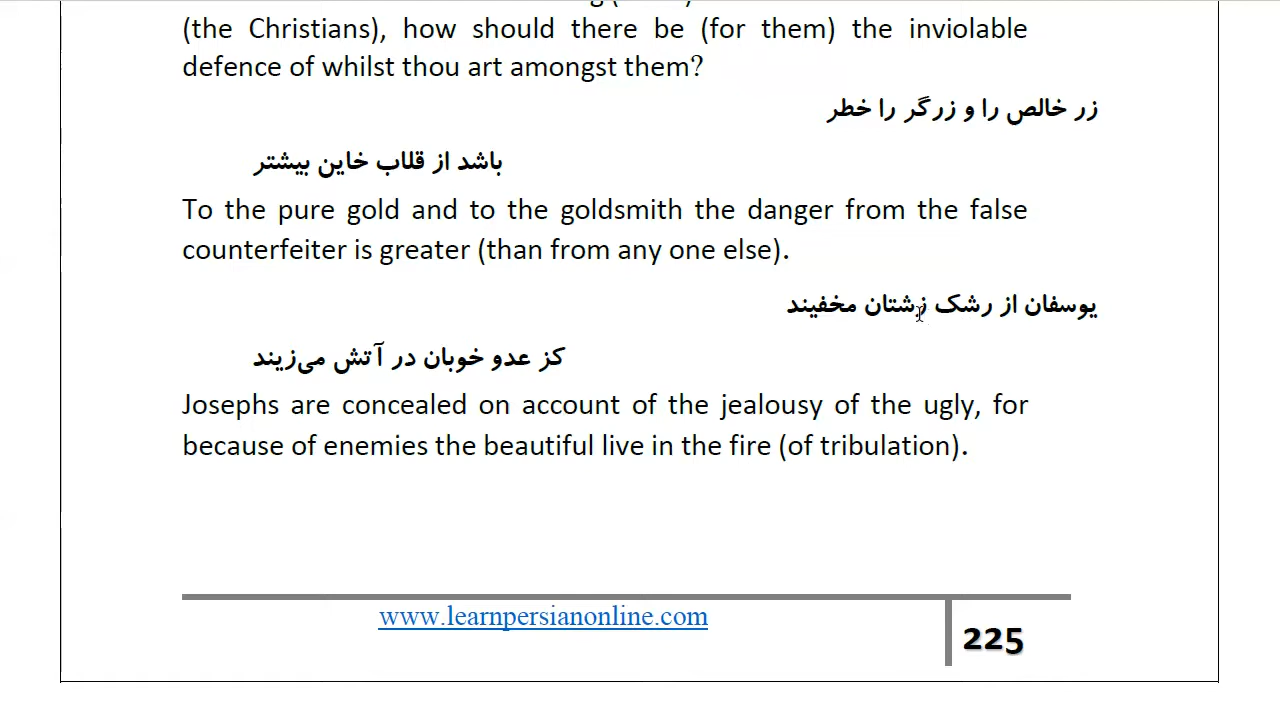 (the Christians), how should there be (for them) the inviolable
defence of whilst thou art amongst them?
زر خالص را و زرگر را خطر
باشد از قلاب خاین بیشتر
To the pure gold and to the goldsmith the danger from the false
counterfeiter is greater (than from any one else).
یوسفان از رشک زشتان مخفیند
کز عدو خوبان در آتش می‌زیند
Josephs are concealed on account of the jealousy of the ugly, for
because of enemies the beautiful live in the fire (of tribulation).
www.learnpersianonline.com
225